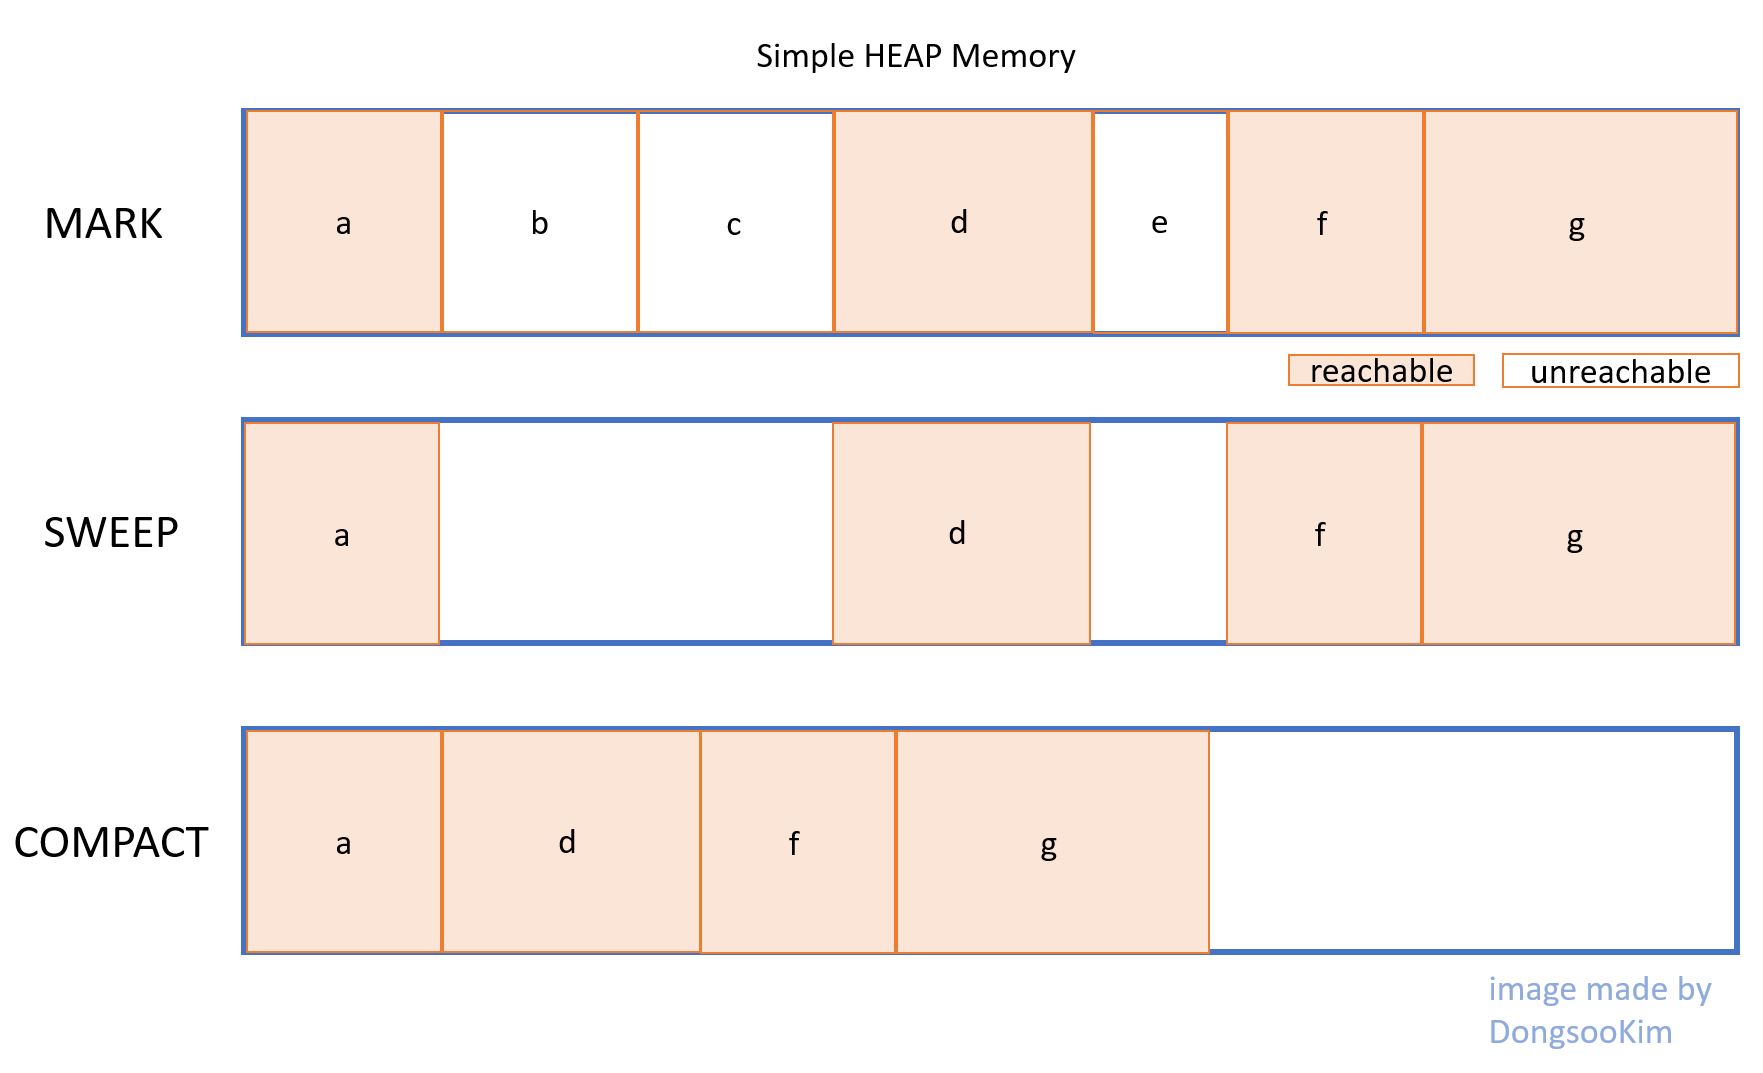 Simple HEAP Memory
MARK
a
b
c
d
e
f
g
reachable
unreachable
SWEEP
a
d
f
g
COMPACT
a
d
f
g
image made by
DongsooKim